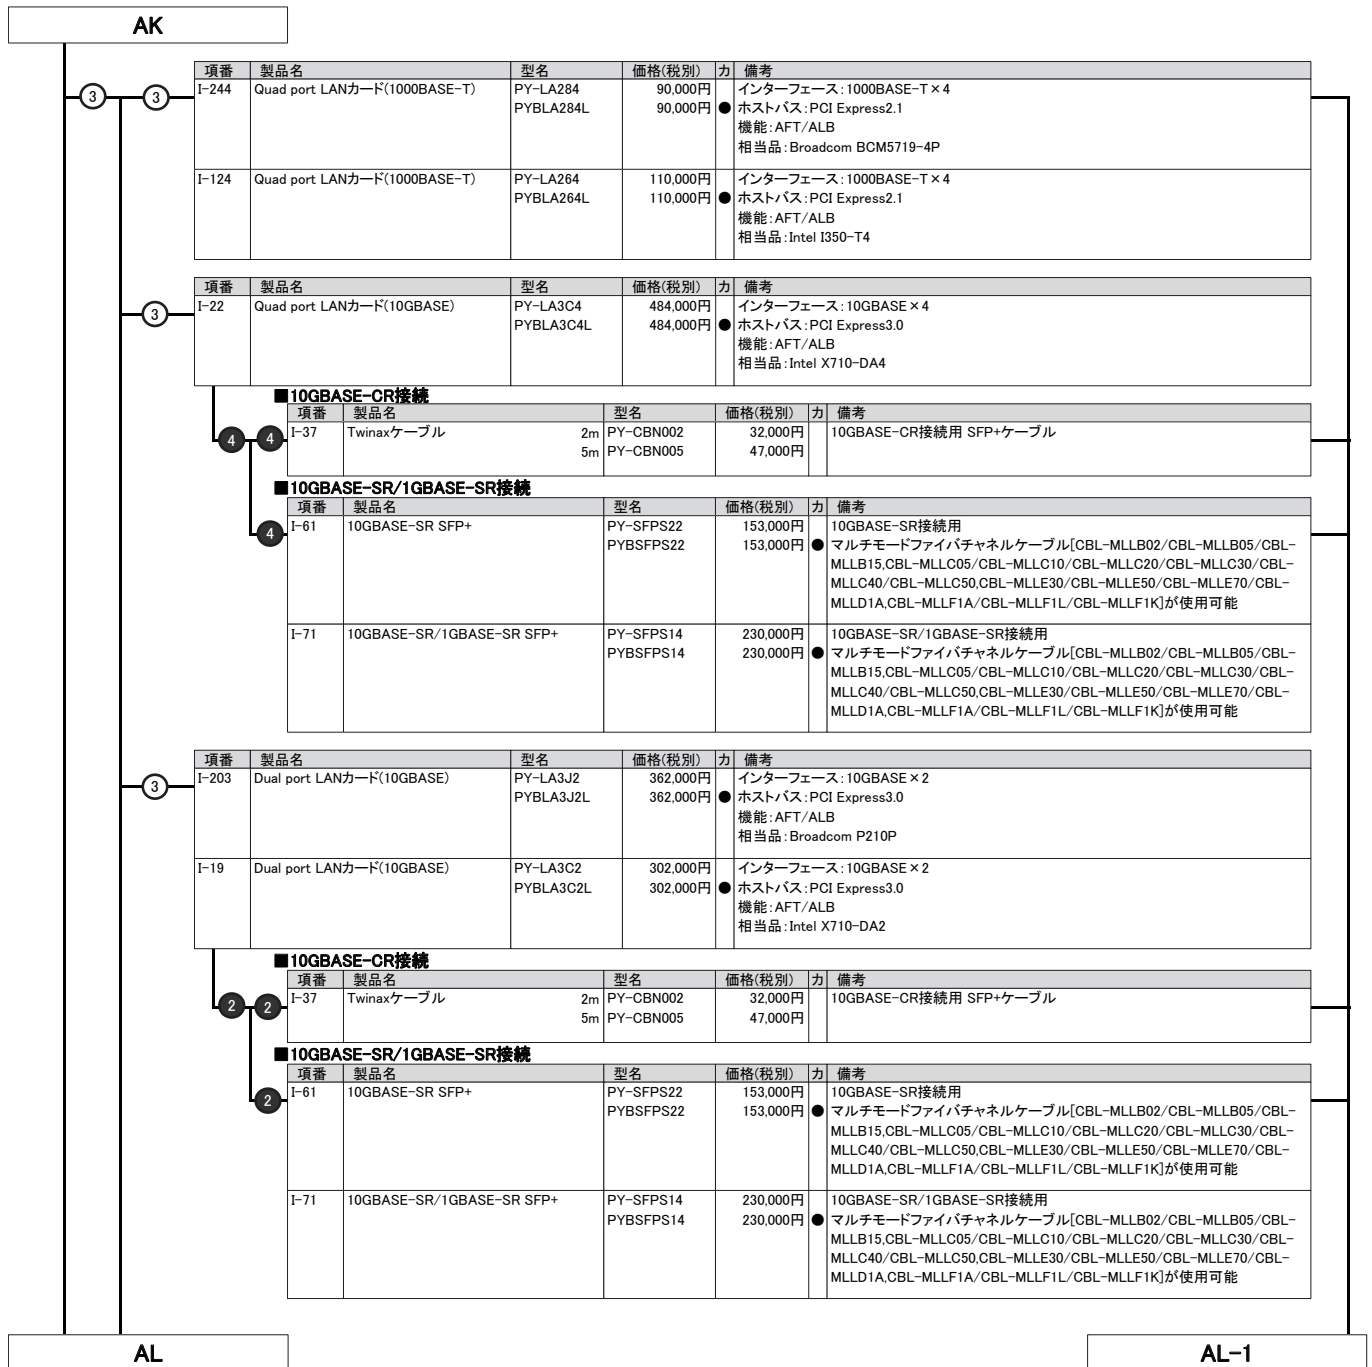 AK
項番 製品名 型名 価格(税別) カ 備考
3 3 I-244 Quad port LANカード(1000BASE-T) PY-LA284 90,000円 インターフェース:1000BASE-T×4
PYBLA284L 90,000円 ● ホストバス:PCI Express2.1
機能:AFT/ALB
相当品:Broadcom BCM5719-4P
I-124 Quad port LANカード(1000BASE-T) PY-LA264 110,000円 インターフェース:1000BASE-T×4
PYBLA264L 110,000円 ● ホストバス:PCI Express2.1
機能:AFT/ALB
相当品:Intel I350-T4
項番 製品名 型名 価格(税別) カ 備考
3 I-22 Quad port LANカード(10GBASE) PY-LA3C4 484,000円 インターフェース:10GBASE×4
PYBLA3C4L 484,000円 ● ホストバス:PCI Express3.0
機能:AFT/ALB
相当品:Intel X710-DA4
■10GBASE-CR接続
項番 製品名 型名 価格(税別) カ 備考
4 4 I-37 Twinaxケーブル 2m PY-CBN002 32,000円 10GBASE-CR接続用 SFP+ケーブル
5m PY-CBN005 47,000円
■10GBASE-SR/1GBASE-SR接続
項番 製品名 型名 価格(税別) カ 備考
4 I-61 10GBASE-SR SFP+ PY-SFPS22 153,000円 10GBASE-SR接続用
PYBSFPS22 153,000円 ● マルチモードファイバチャネルケーブル[CBL-MLLB02/CBL-MLLB05/CBL-
MLLB15,CBL-MLLC05/CBL-MLLC10/CBL-MLLC20/CBL-MLLC30/CBL-
MLLC40/CBL-MLLC50,CBL-MLLE30/CBL-MLLE50/CBL-MLLE70/CBL-
MLLD1A,CBL-MLLF1A/CBL-MLLF1L/CBL-MLLF1K]が使用可能
I-71 10GBASE-SR/1GBASE-SR SFP+ PY-SFPS14 230,000円 10GBASE-SR/1GBASE-SR接続用
PYBSFPS14 230,000円 ● マルチモードファイバチャネルケーブル[CBL-MLLB02/CBL-MLLB05/CBL-
MLLB15,CBL-MLLC05/CBL-MLLC10/CBL-MLLC20/CBL-MLLC30/CBL-
MLLC40/CBL-MLLC50,CBL-MLLE30/CBL-MLLE50/CBL-MLLE70/CBL-
MLLD1A,CBL-MLLF1A/CBL-MLLF1L/CBL-MLLF1K]が使用可能
項番 製品名 型名 価格(税別) カ 備考
3 I-203 Dual port LANカード(10GBASE) PY-LA3J2 362,000円 インターフェース:10GBASE×2
PYBLA3J2L 362,000円 ● ホストバス:PCI Express3.0
機能:AFT/ALB
相当品:Broadcom P210P
I-19 Dual port LANカード(10GBASE) PY-LA3C2 302,000円 インターフェース:10GBASE×2
PYBLA3C2L 302,000円 ● ホストバス:PCI Express3.0
機能:AFT/ALB
相当品:Intel X710-DA2
■10GBASE-CR接続
項番 製品名 型名 価格(税別) カ 備考
2 2 I-37 Twinaxケーブル 2m PY-CBN002 32,000円 10GBASE-CR接続用 SFP+ケーブル
5m PY-CBN005 47,000円
■10GBASE-SR/1GBASE-SR接続
項番 製品名 型名 価格(税別) カ 備考
2 I-61 10GBASE-SR SFP+ PY-SFPS22 153,000円 10GBASE-SR接続用
PYBSFPS22 153,000円 ● マルチモードファイバチャネルケーブル[CBL-MLLB02/CBL-MLLB05/CBL-
MLLB15,CBL-MLLC05/CBL-MLLC10/CBL-MLLC20/CBL-MLLC30/CBL-
MLLC40/CBL-MLLC50,CBL-MLLE30/CBL-MLLE50/CBL-MLLE70/CBL-
MLLD1A,CBL-MLLF1A/CBL-MLLF1L/CBL-MLLF1K]が使用可能
I-71 10GBASE-SR/1GBASE-SR SFP+ PY-SFPS14 230,000円 10GBASE-SR/1GBASE-SR接続用
PYBSFPS14 230,000円 ● マルチモードファイバチャネルケーブル[CBL-MLLB02/CBL-MLLB05/CBL-
MLLB15,CBL-MLLC05/CBL-MLLC10/CBL-MLLC20/CBL-MLLC30/CBL-
MLLC40/CBL-MLLC50,CBL-MLLE30/CBL-MLLE50/CBL-MLLE70/CBL-
MLLD1A,CBL-MLLF1A/CBL-MLLF1L/CBL-MLLF1K]が使用可能
AL AL-1